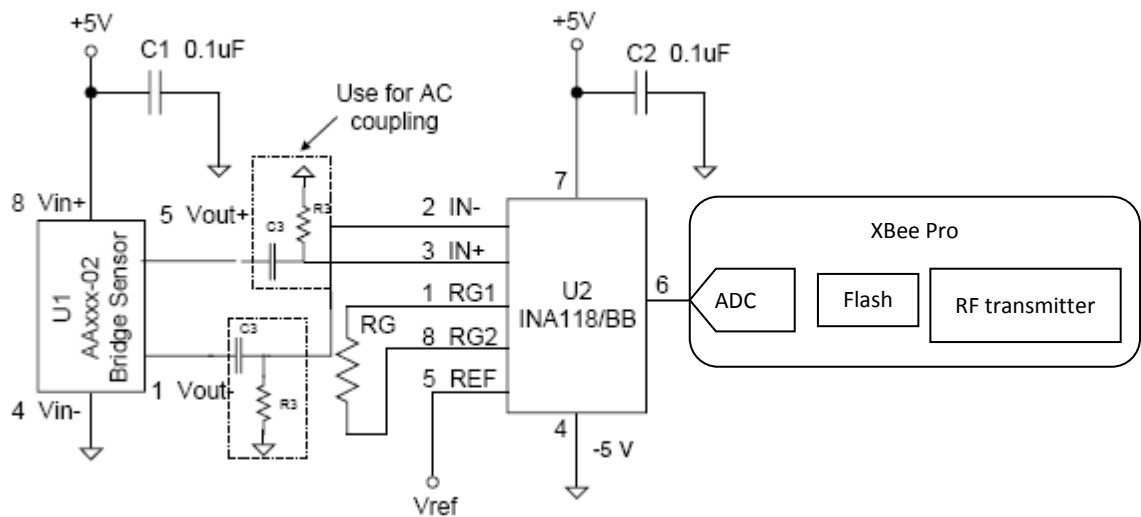 +5V
C1 0.1uF
Use for AC
coupling
+5V
C2 0.1uF
8 Vin+
5 Vout+
R3
C3
U1
AAxxx-02
Bridge Sensor
C3
R3
1 Vout-
4 Vin-
2 IN-
3 IN+
1 RG1
RG
8 RG2
5 REF
Vref
7
U2
INA118/BB
6
4
-5 V
XBee Pro
ADC
Flash
RF transmitter